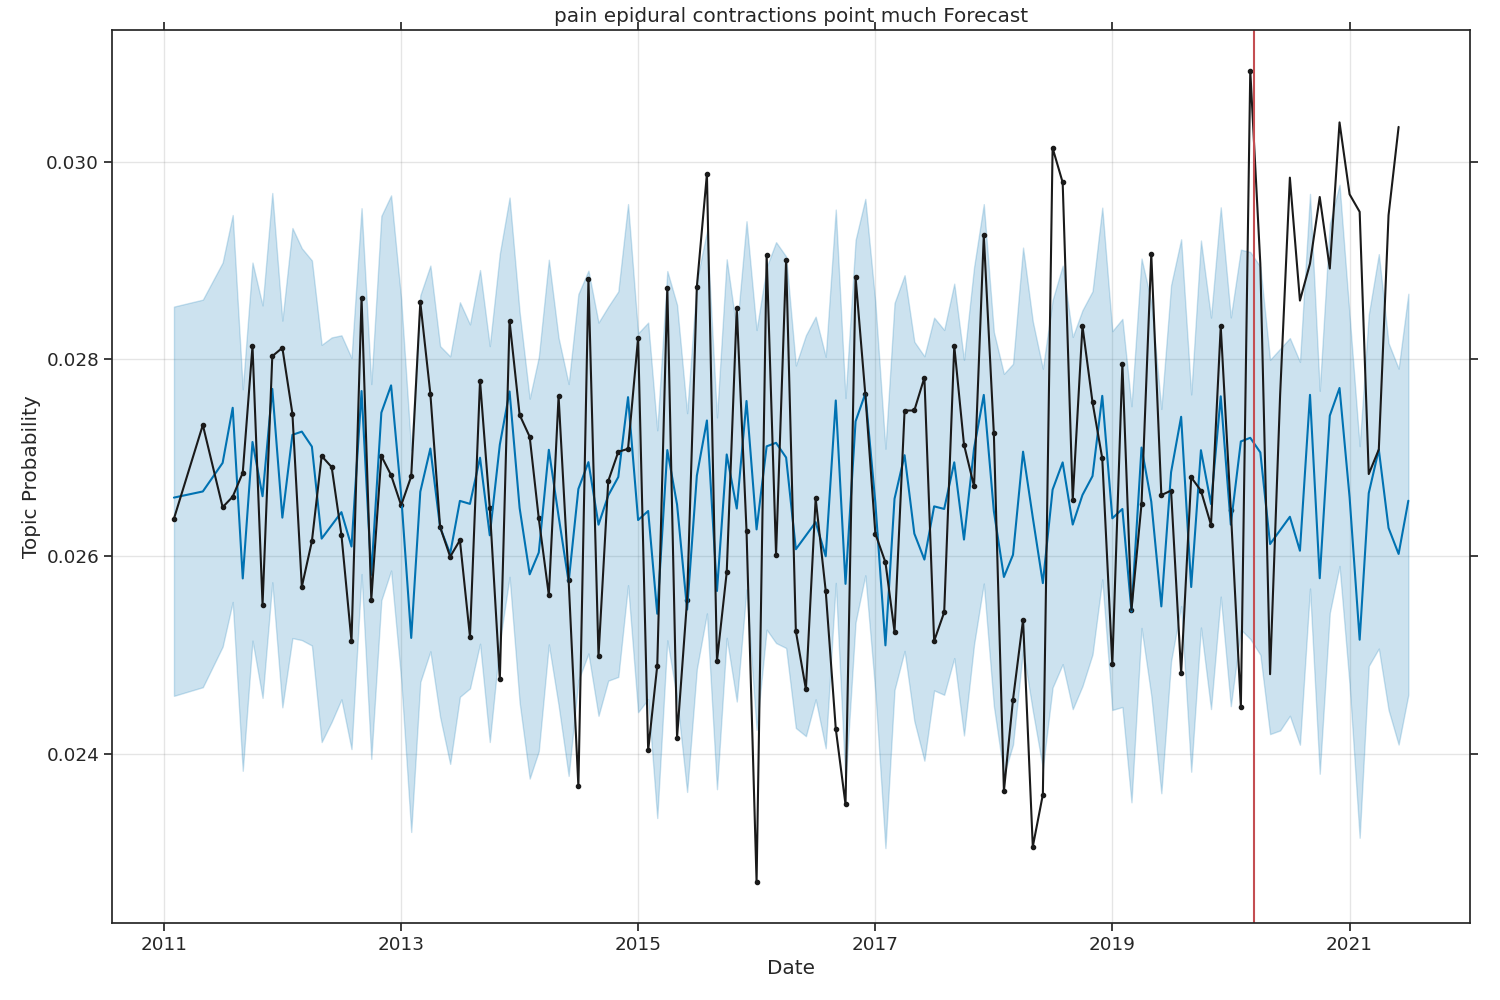 pain epidural contractions point much Forecast
Topic Probability
0.030
0.028
0.026
0.024
2011 2013 2015 2017 2019 2021
Date